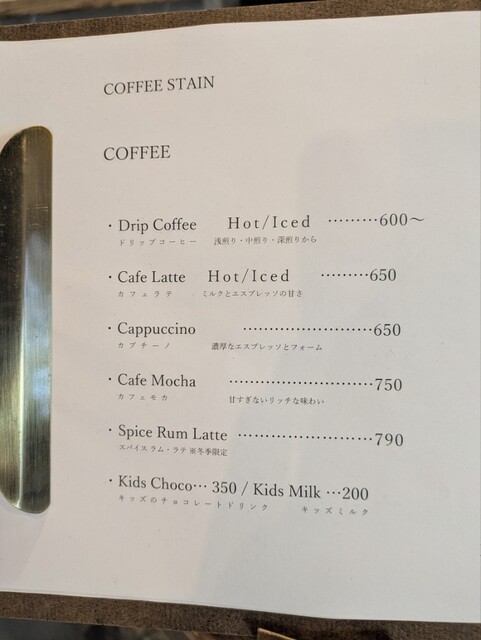 COFFEE STAIN
COFFEE
・Drip Coffee Hot/Iced ………600〜
ドリップコーヒー 浅煎り・中煎り・深煎りから
・Cafe Latte Hot/Iced ………650
カフェラテ ミルクとエスプレッソの甘さ
・Cappuccino ……………………650
カプチーノ 濃厚なエスプレッソとフォーム
・Cafe Mocha ………………………750
カフェモカ 甘すぎないリッチな味わい
・Spice Rum Latte ……………………790
スパイスラム・ラテ ※冬季限定
・Kids Choco… 350 / Kids Milk …200
キッズのチョコレートドリンク キッズミルク